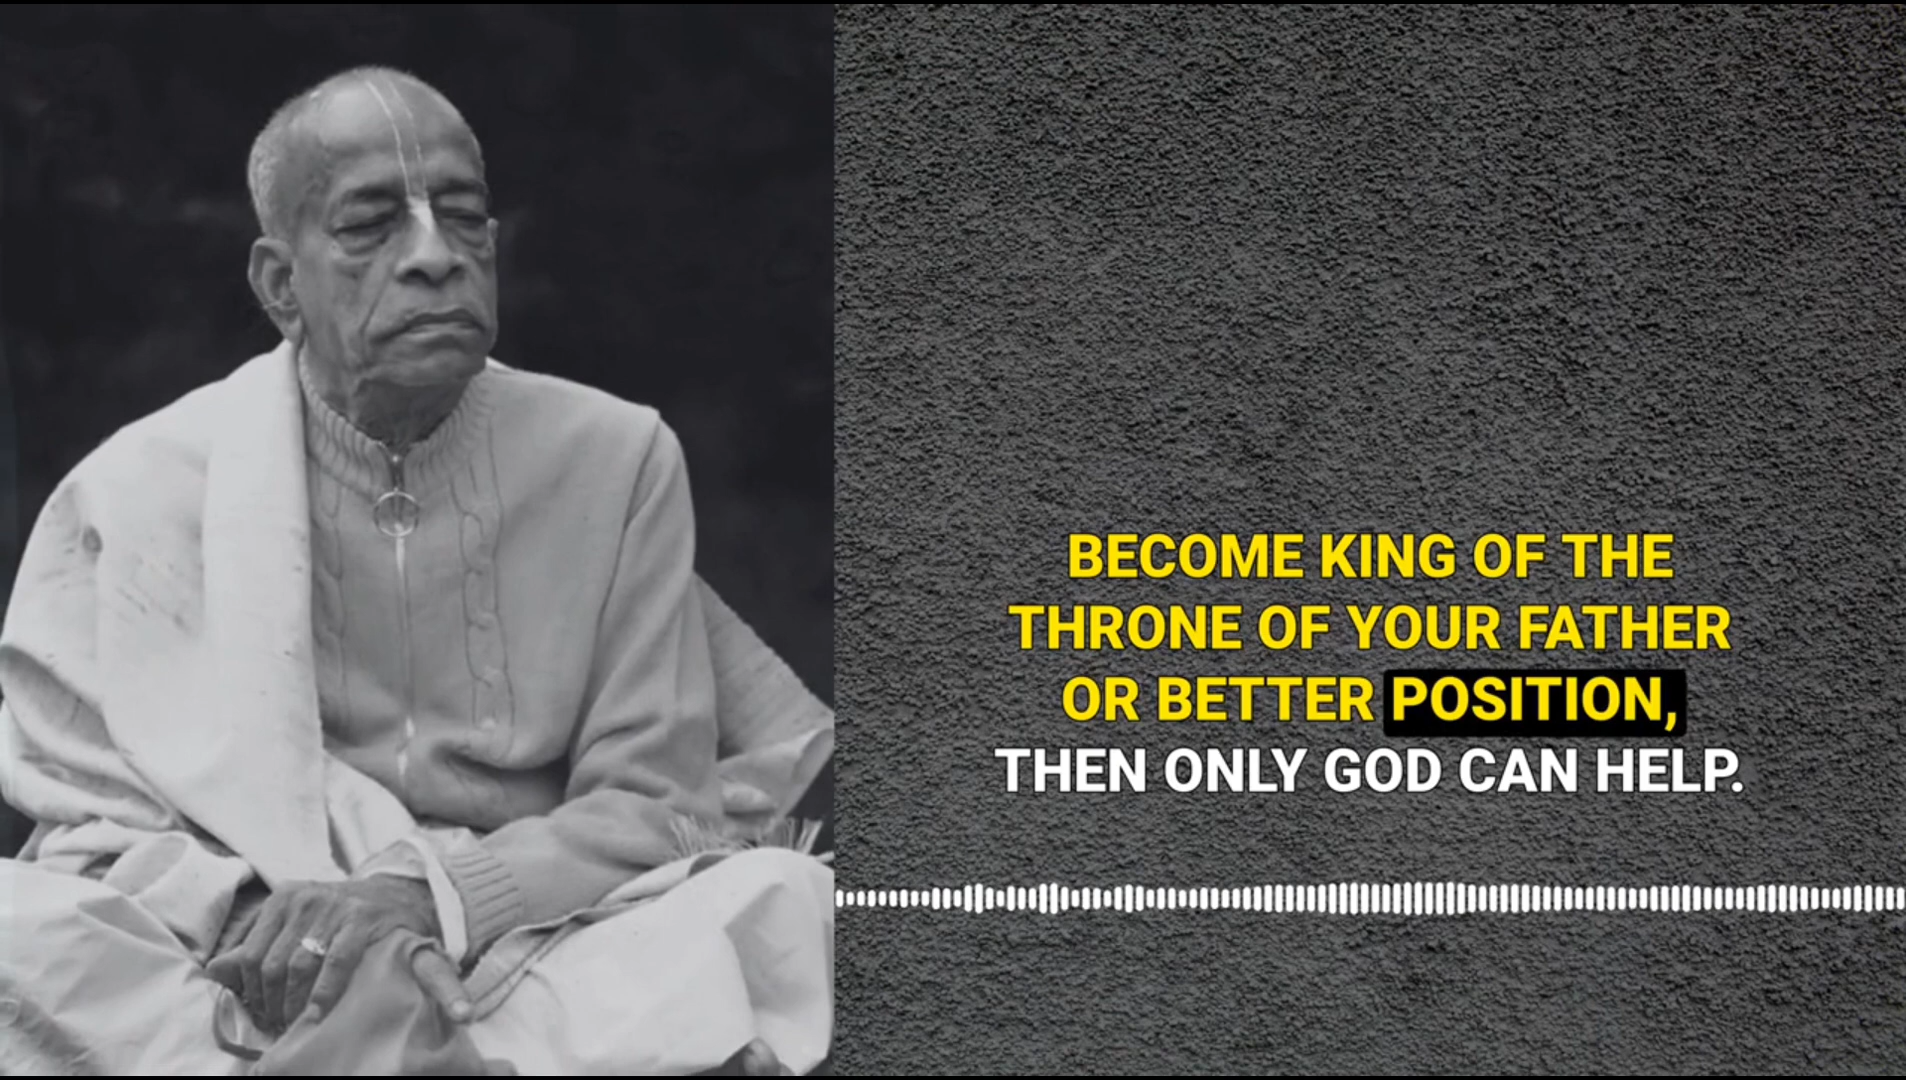 BECOME KING OF THE
THRONE OF YOUR FATHER
OR BETTER POSITION,
THEN ONLY GOD CAN HELP.